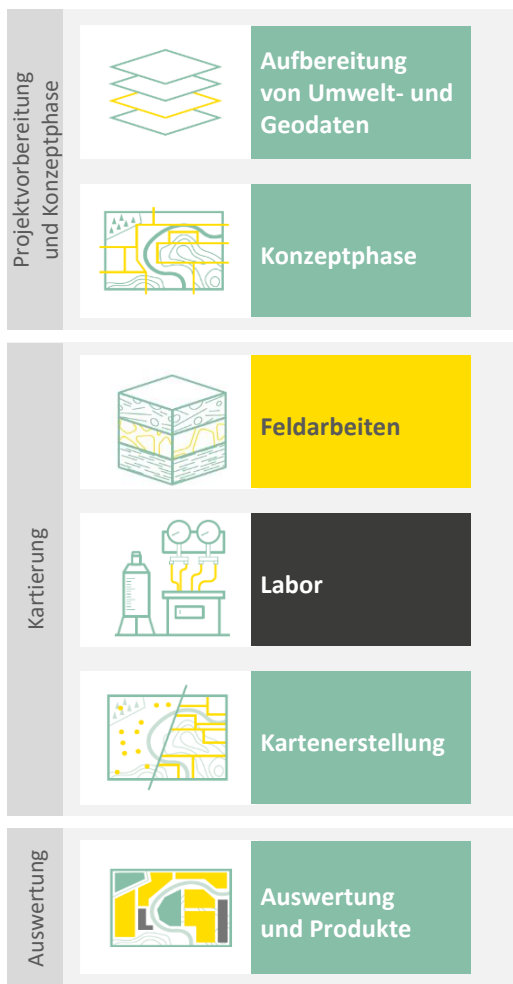 Projektvorbereitung
und Konzeptphase
Aufbereitung
von Umwelt- und
Geodaten
Konzeptphase
Kartierung
Feldarbeiten
Labor
Kartenerstellung
Auswertung
Auswertung
und Produkte